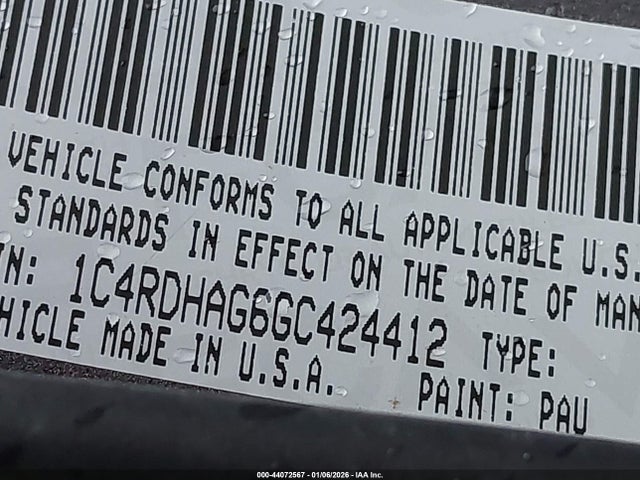 VEHICLE CONFORMS TO ALL APPLICABLE U.S.
STANDARDS IN EFFECT ON THE DATE OF MAN
IN: 1C4RDHAG6GC424412 TYPE:
HICLE MADE IN U.S.A. PAINT: PAU
000-44072567 - 01/06/2026 - IAA Inc.